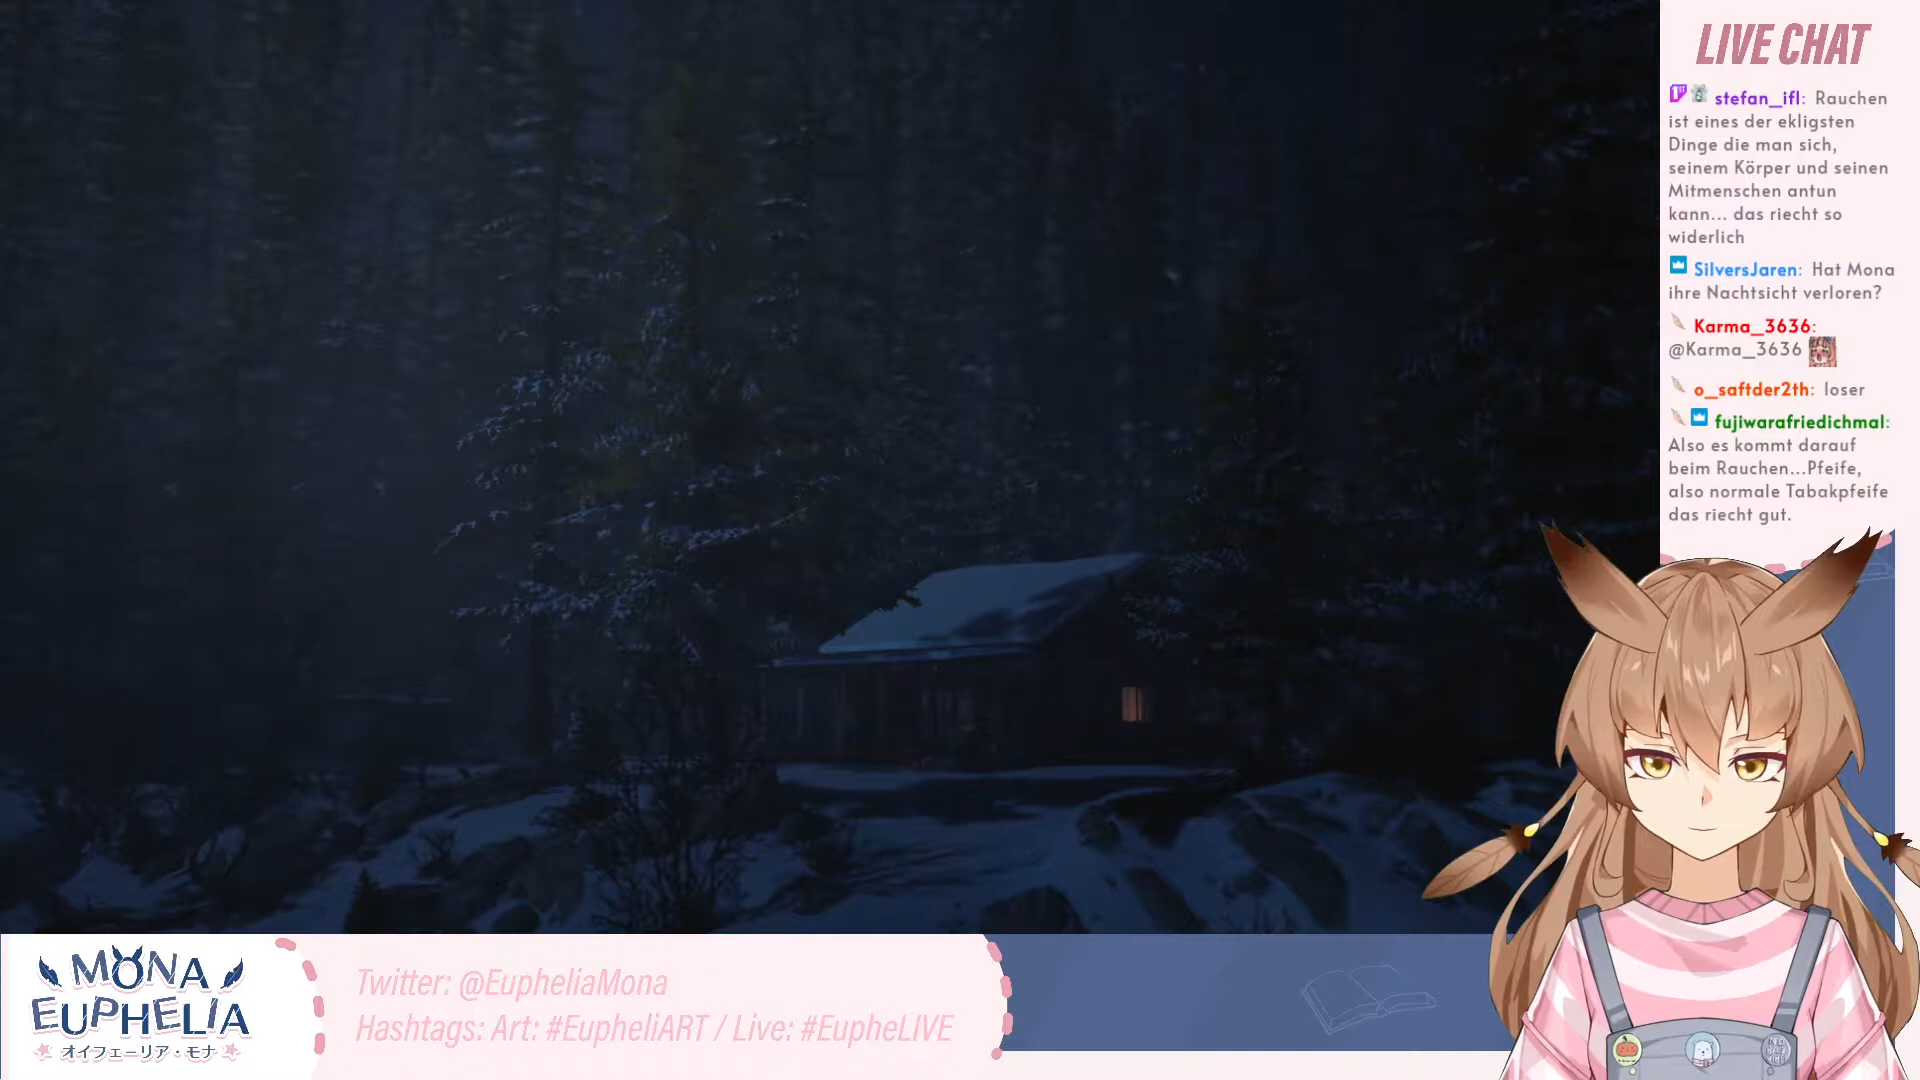 LIVE CHAT
stefan_ifl: Rauchen
ist eines der ekligsten
Dinge die man sich,
seinem Körper und seinen
Mitmenschen antun
kann... das riecht so
widerlich
SilversJaren: Hat Mona
ihre Nachtsicht verloren?
Karma_3636:
@Karma_3636
o_saftder2th: loser
fujiwarafriedichmal:
Also es kommt darauf
beim Rauchen...Pfeife,
also normale Tabakpfeife
das riecht gut.
MONA
EUPHELIA
オイフェーリア・モナ
Twitter: @EupheliaMona
Hashtags: Art: #EupheliART / Live: #EupheLIVE